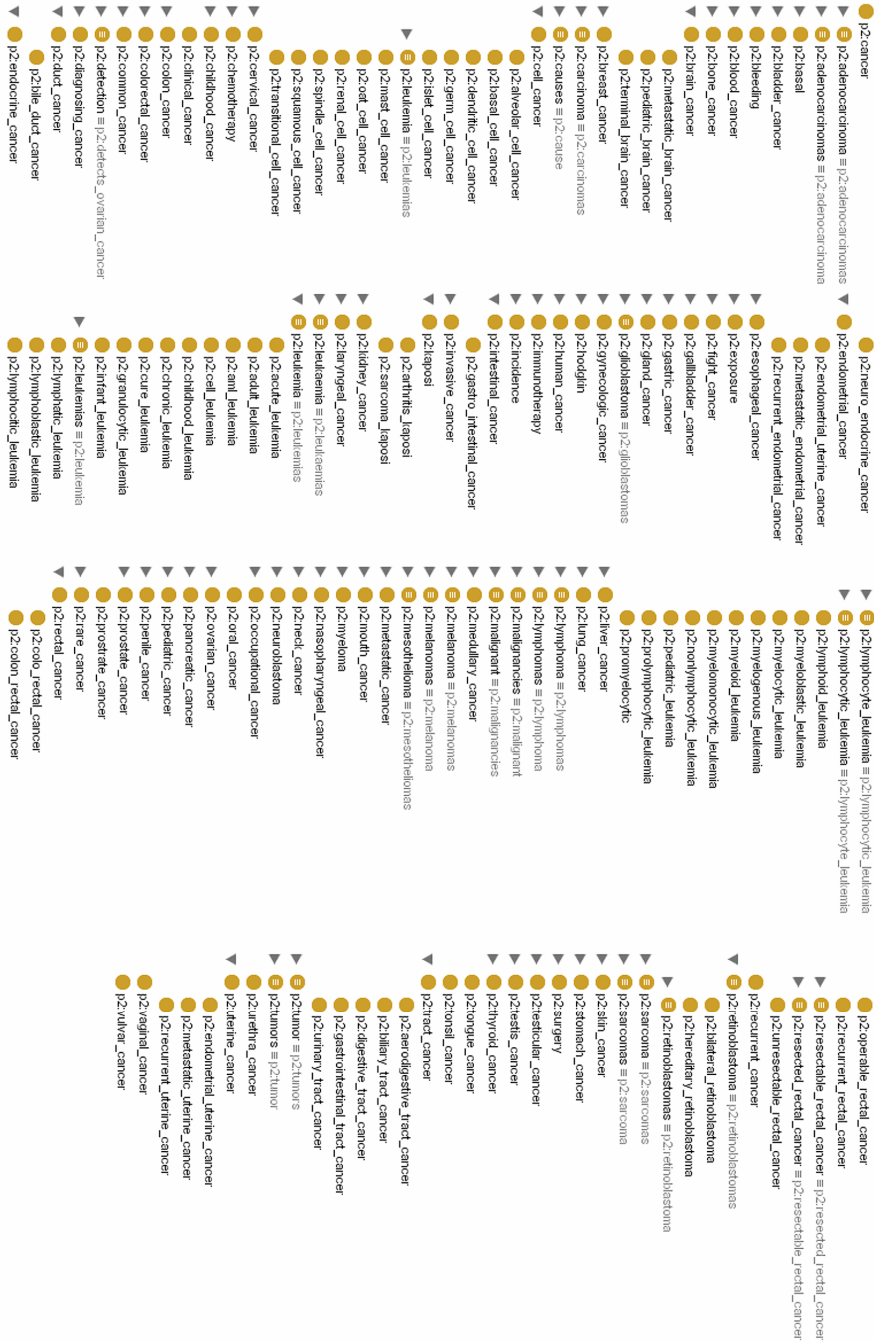 p2:cancer
p2:adenocarcinoma ≡ p2:adenocarcinomas
p2:adenocarcinomas ≡ p2:adenocarcinoma
p2:basal
p2:bladder_cancer
p2:bleeding
p2:blood_cancer
p2:bone_cancer
p2:brain_cancer
p2:metastatic_brain_cancer
p2:pediatric_brain_cancer
p2:terminal_brain_cancer
p2:breast_cancer
p2:carcinoma ≡ p2:carcinomas
p2:causes ≡ p2:cause
p2:cell_cancer
p2:alveolar_cell_cancer
p2:basal_cell_cancer
p2:dendritic_cell_cancer
p2:germ_cell_cancer
p2:islet_cell_cancer
p2:leukemia ≡ p2:leukemias
p2:mast_cell_cancer
p2:oat_cell_cancer
p2:renal_cell_cancer
p2:spindle_cell_cancer
p2:squamous_cell_cancer
p2:transitional_cell_cancer
p2:cervical_cancer
p2:chemotherapy
p2:childhood_cancer
p2:clinical_cancer
p2:colon_cancer
p2:colorectal_cancer
p2:common_cancer
p2:detection ≡ p2:detects_ovarian_cancer
p2:diagnosing_cancer
p2:duct_cancer
p2:bile_duct_cancer
p2:endocrine_cancer
p2:neuro_endocrine_cancer
p2:endometrial_cancer
p2:endometrial_uterine_cancer
p2:metastatic_endometrial_cancer
p2:recurrent_endometrial_cancer
p2:esophageal_cancer
p2:exposure
p2:fight_cancer
p2:gallbladder_cancer
p2:gastric_cancer
p2:gland_cancer
p2:glioblastoma ≡ p2:glioblastomas
p2:gynecologic_cancer
p2:hodgkin
p2:human_cancer
p2:immunotherapy
p2:incidence
p2:intestinal_cancer
p2:gastro_intestinal_cancer
p2:invasive_cancer
p2:kaposi
p2:arthritis_kaposi
p2:sarcoma_kaposi
p2:kidney_cancer
p2:laryngeal_cancer
p2:leukaemia ≡ p2:leukaemias
p2:leukemia ≡ p2:leukemias
p2:acute_leukemia
p2:adult_leukemia
p2:aml_leukemia
p2:cell_leukemia
p2:childhood_leukemia
p2:chronic_leukemia
p2:cure_leukemia
p2:granulocytic_leukemia
p2:infant_leukemia
p2:leukemias ≡ p2:leukemia
p2:lymphatic_leukemia
p2:lymphoblastic_leukemia
p2:lymphocitic_leukemia
p2:lymphocyte_leukemia ≡ p2:lymphocytic_leukemia
p2:lymphocytic_leukemia ≡ p2:lymphocyte_leukemia
p2:lymphoid_leukemia
p2:myeloblastic_leukemia
p2:myelocytic_leukemia
p2:myelogenous_leukemia
p2:myeloid_leukemia
p2:myelomonocytic_leukemia
p2:nonlymphocytic_leukemia
p2:pediatric_leukemia
p2:prolymphocytic_leukemia
p2:promyelocytic
p2:liver_cancer
p2:lung_cancer
p2:lymphoma ≡ p2:lymphomas
p2:lymphomas ≡ p2:lymphoma
p2:malignancies ≡ p2:malignant
p2:malignant ≡ p2:malignancies
p2:medullary_cancer
p2:melanoma ≡ p2:melanomas
p2:melanomas ≡ p2:melanoma
p2:mesothelioma ≡ p2:mesotheliomas
p2:metastatic_cancer
p2:mouth_cancer
p2:myeloma
p2:nasopharyngeal_cancer
p2:neck_cancer
p2:neuroblastoma
p2:occupational_cancer
p2:oral_cancer
p2:ovarian_cancer
p2:pancreatic_cancer
p2:pediatric_cancer
p2:penile_cancer
p2:prostate_cancer
p2:prostrate_cancer
p2:rare_cancer
p2:rectal_cancer
p2:colo_rectal_cancer
p2:colon_rectal_cancer
p2:operable_rectal_cancer
p2:recurrent_rectal_cancer
p2:resectable_rectal_cancer ≡ p2:resected_rectal_cancer
p2:resected_rectal_cancer ≡ p2:resectable_rectal_cancer
p2:unresectable_rectal_cancer
p2:recurrent_cancer
p2:retinoblastoma ≡ p2:retinoblastomas
p2:bilateral_retinoblastoma
p2:hereditary_retinoblastoma
p2:retinoblastomas ≡ p2:retinoblastoma
p2:sarcoma ≡ p2:sarcomas
p2:sarcomas ≡ p2:sarcoma
p2:skin_cancer
p2:stomach_cancer
p2:surgery
p2:testicular_cancer
p2:testis_cancer
p2:thyroid_cancer
p2:tongue_cancer
p2:tonsil_cancer
p2:tract_cancer
p2:aerodigestive_tract_cancer
p2:biliary_tract_cancer
p2:digestive_tract_cancer
p2:gastrointestinal_tract_cancer
p2:urinary_tract_cancer
p2:tumor ≡ p2:tumors
p2:tumors ≡ p2:tumor
p2:urethra_cancer
p2:uterine_cancer
p2:endometrial_uterine_cancer
p2:metastatic_uterine_cancer
p2:recurrent_uterine_cancer
p2:vaginal_cancer
p2:vulvar_cancer